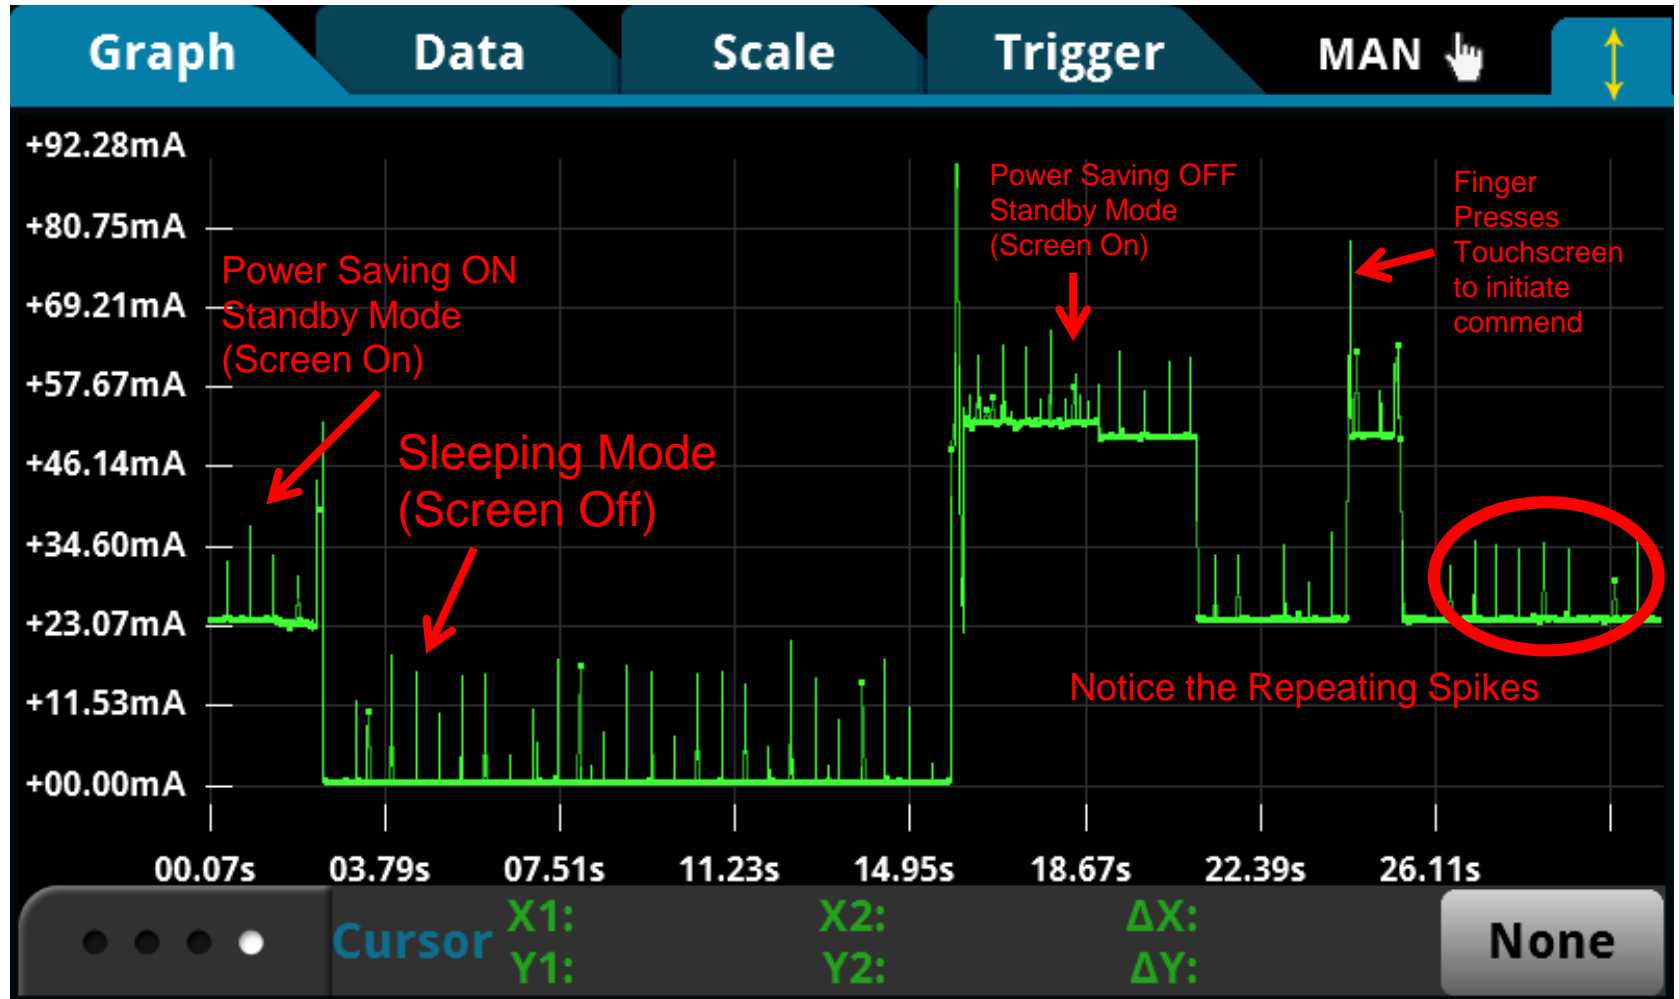 Graph Data Scale Trigger MAN
+92.28mA
+80.75mA
+69.21mA
+57.67mA
+46.14mA
+34.60mA
+23.07mA
+11.53mA
+00.00mA
Power Saving ON
Standby Mode
(Screen On)
Sleeping Mode
(Screen Off)
Power Saving OFF
Standby Mode
(Screen On)
Finger
Presses
Touchscreen
to initiate
commend
Notice the Repeating Spikes
00.07s 03.79s 07.51s 11.23s 14.95s 18.67s 22.39s 26.11s
Cursor
X1: X2: ΔX:
Y1: Y2: ΔY:
None